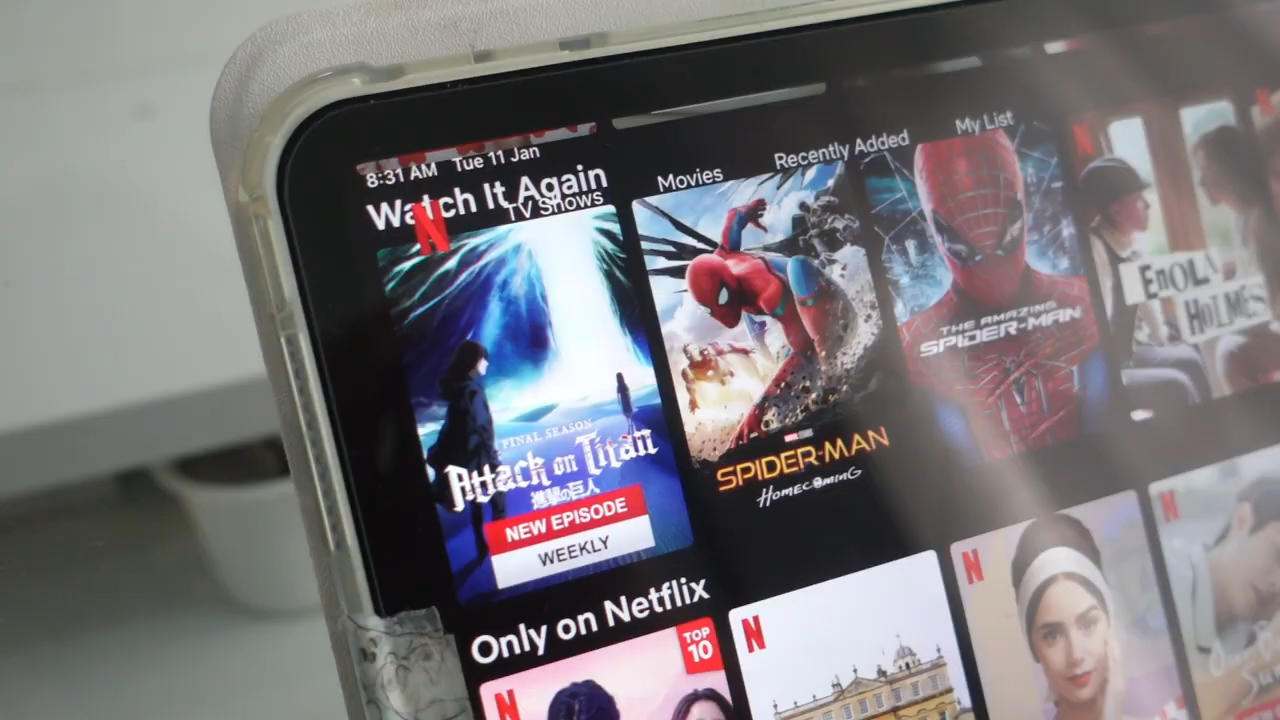 8:31 AM Tue 11 Jan
Watch It Again
N
TV Shows
Movies
Recently Added
My List
FINAL SEASON
Attack on Titan
進撃の巨人
NEW EPISODE
WEEKLY
SPIDER-MAN
HOMECOMING
THE AMAZING
SPIDER-MAN
ENOLA
HOLMES
Only on Netflix
N
TOP
10
N
N
N